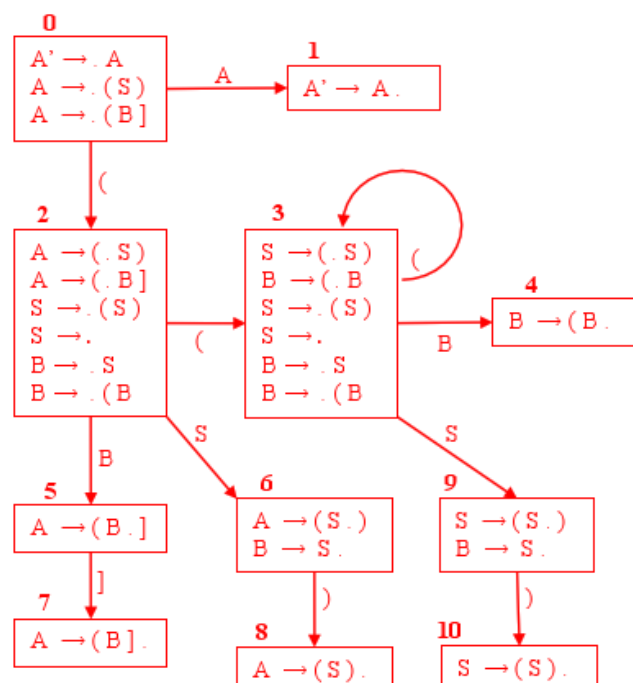 0
A' → . A
A → . ( S )
A → . ( B ]
A
1
A' → A .
(
2
A → ( . S )
A → ( . B ]
S → . ( S )
S → .
B → . S
B → . ( B
(
3
S → ( . S )
B → ( . B
S → . ( S )
S → .
B → . S
B → . ( B
(
B
4
B → ( B .
B
S
S
5
A → ( B . ]
6
A → ( S . )
B → S .
9
S → ( S . )
B → S .
]
)
)
7
A → ( B ] .
8
A → ( S ) .
10
S → ( S ) .